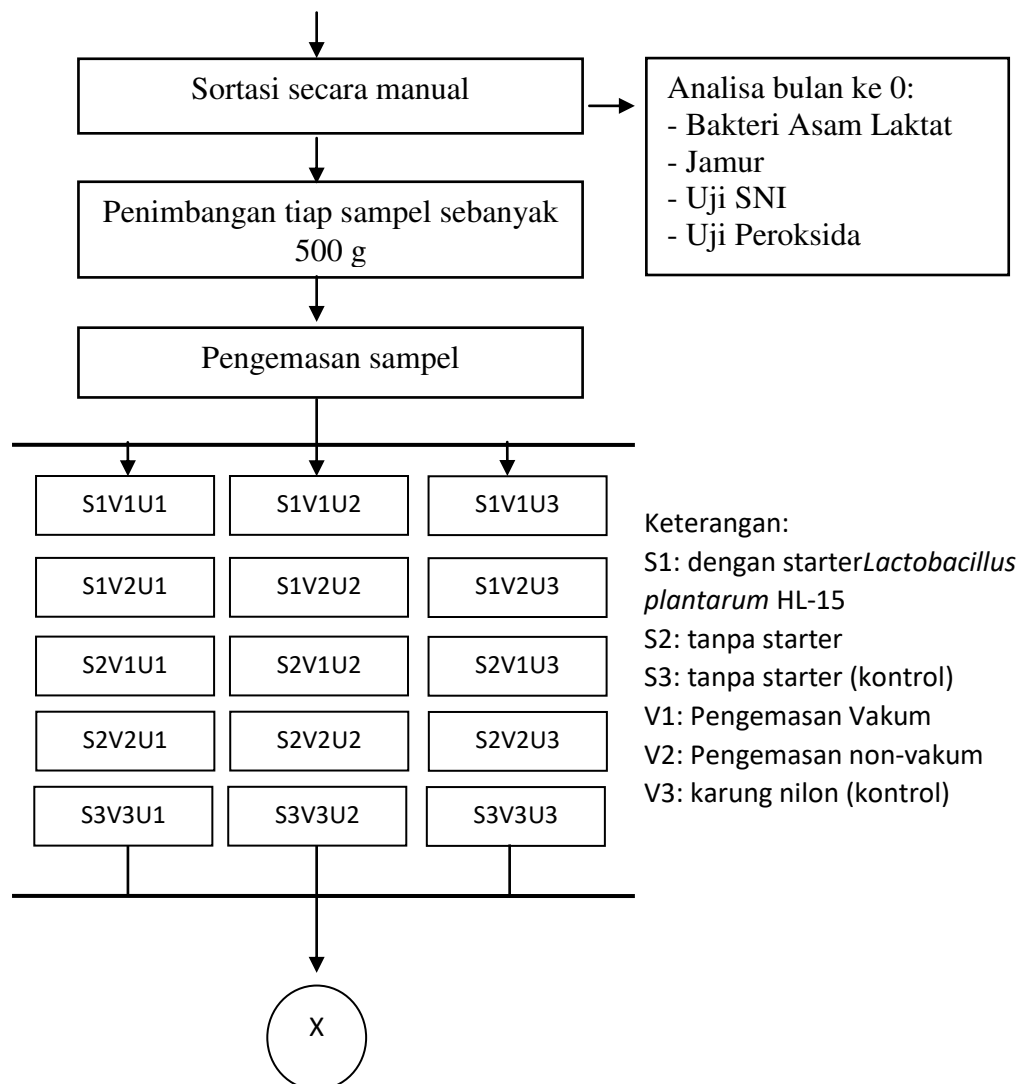 Sortasi secara manual
Analisa bulan ke 0:
- Bakteri Asam Laktat
- Jamur
- Uji SNI
- Uji Peroksida
Penimbangan tiap sampel sebanyak
500 g
Pengemasan sampel
S1V1U1 S1V1U2 S1V1U3
S1V2U1 S1V2U2 S1V2U3
S2V1U1 S2V1U2 S2V1U3
S2V2U1 S2V2U2 S2V2U3
S3V3U1 S3V3U2 S3V3U3
Keterangan:
S1: dengan starterLactobacillus
plantarum HL-15
S2: tanpa starter
S3: tanpa starter (kontrol)
V1: Pengemasan Vakum
V2: Pengemasan non-vakum
V3: karung nilon (kontrol)
X